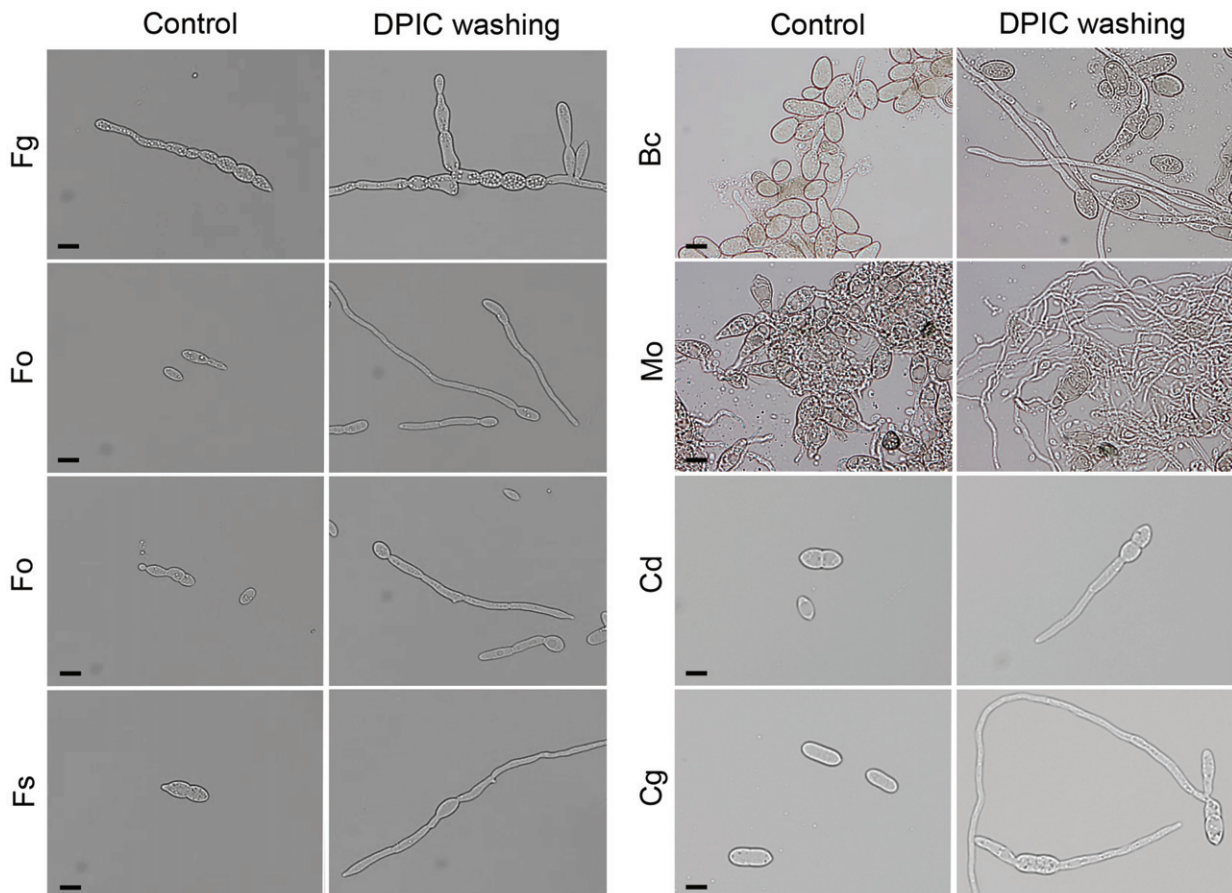 Control DPIC washing Control DPIC washing
Fg Bc
Fo Mo
Fo Cd
Fs Cg